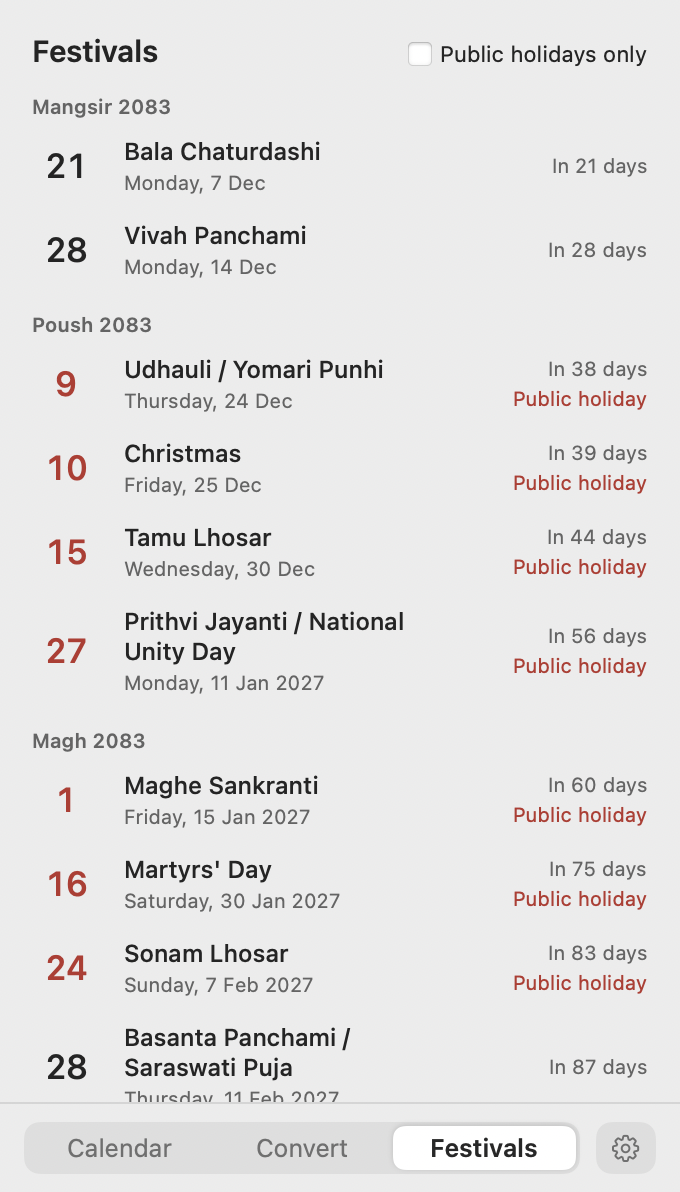 Festivals
Public holidays only
Mangsir 2083
21
Bala Chaturdashi
Monday, 7 Dec
In 21 days
28
Vivah Panchami
Monday, 14 Dec
In 28 days
Poush 2083
9
Udhauli / Yomari Punhi
Thursday, 24 Dec
In 38 days
Public holiday
10
Christmas
Friday, 25 Dec
In 39 days
Public holiday
15
Tamu Lhosar
Wednesday, 30 Dec
In 44 days
Public holiday
27
Prithvi Jayanti / National
Unity Day
Monday, 11 Jan 2027
In 56 days
Public holiday
Magh 2083
1
Maghe Sankranti
Friday, 15 Jan 2027
In 60 days
Public holiday
16
Martyrs' Day
Saturday, 30 Jan 2027
In 75 days
Public holiday
24
Sonam Lhosar
Sunday, 7 Feb 2027
In 83 days
Public holiday
28
Basanta Panchami /
Saraswati Puja
Thursday, 11 Feb 2027
In 87 days
Calendar
Convert
Festivals